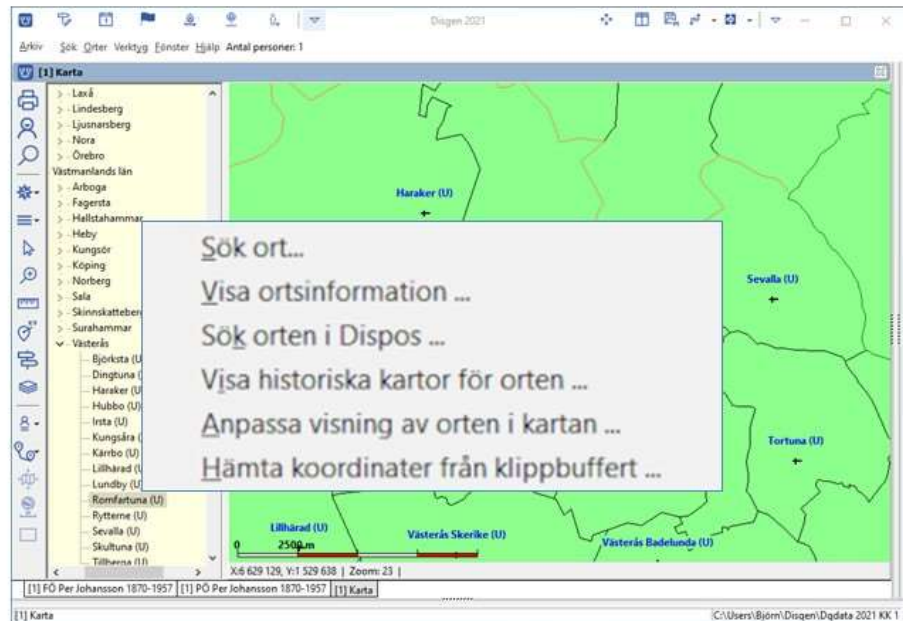 Disgen 2021
Arkiv Sök Orter Verktyg Fönster Hjälp Antal personer: 1
[1] Karta
Laxå
Lindesberg
Ljusnarsberg
Nora
Örebro
Västmanlands län
Arboga
Fagersta
Hallstahammar
Heby
Kungsör
Köping
Norberg
Sala
Skinnskatteberg
Surahammar
Västerås
Björksta (U
Dingtuna (
Haraker (U)
Hubbo (U)
Irsta (U)
Kungsåra (
Kärrbo (U)
Lillhärad (U
Lundby (U)
Romfartuna (U)
Rytterne (U)
Sevalla (U)
Skultuna (U)
Tillberga (U)
Haraker (U)
Sevalla (U)
Tortuna (U)
Lillhärad (U)
Västerås Skerike (U)
Västerås Badelunda (U)
0 2500 m
Sök ort...
Visa ortsinformation ...
Sök orten i Dispos ...
Visa historiska kartor för orten ...
Anpassa visning av orten i kartan ...
Hämta koordinater från klippbuffert ...
X:6 629 129, Y:1 529 638 | Zoom: 23 |
[1] FÖ Per Johansson 1870-1957 [1] PÖ Per Johansson 1870-1957 [1] Karta
[1] Karta C:\Users\Björn\Disgen\Dgdata 2021 KK 1